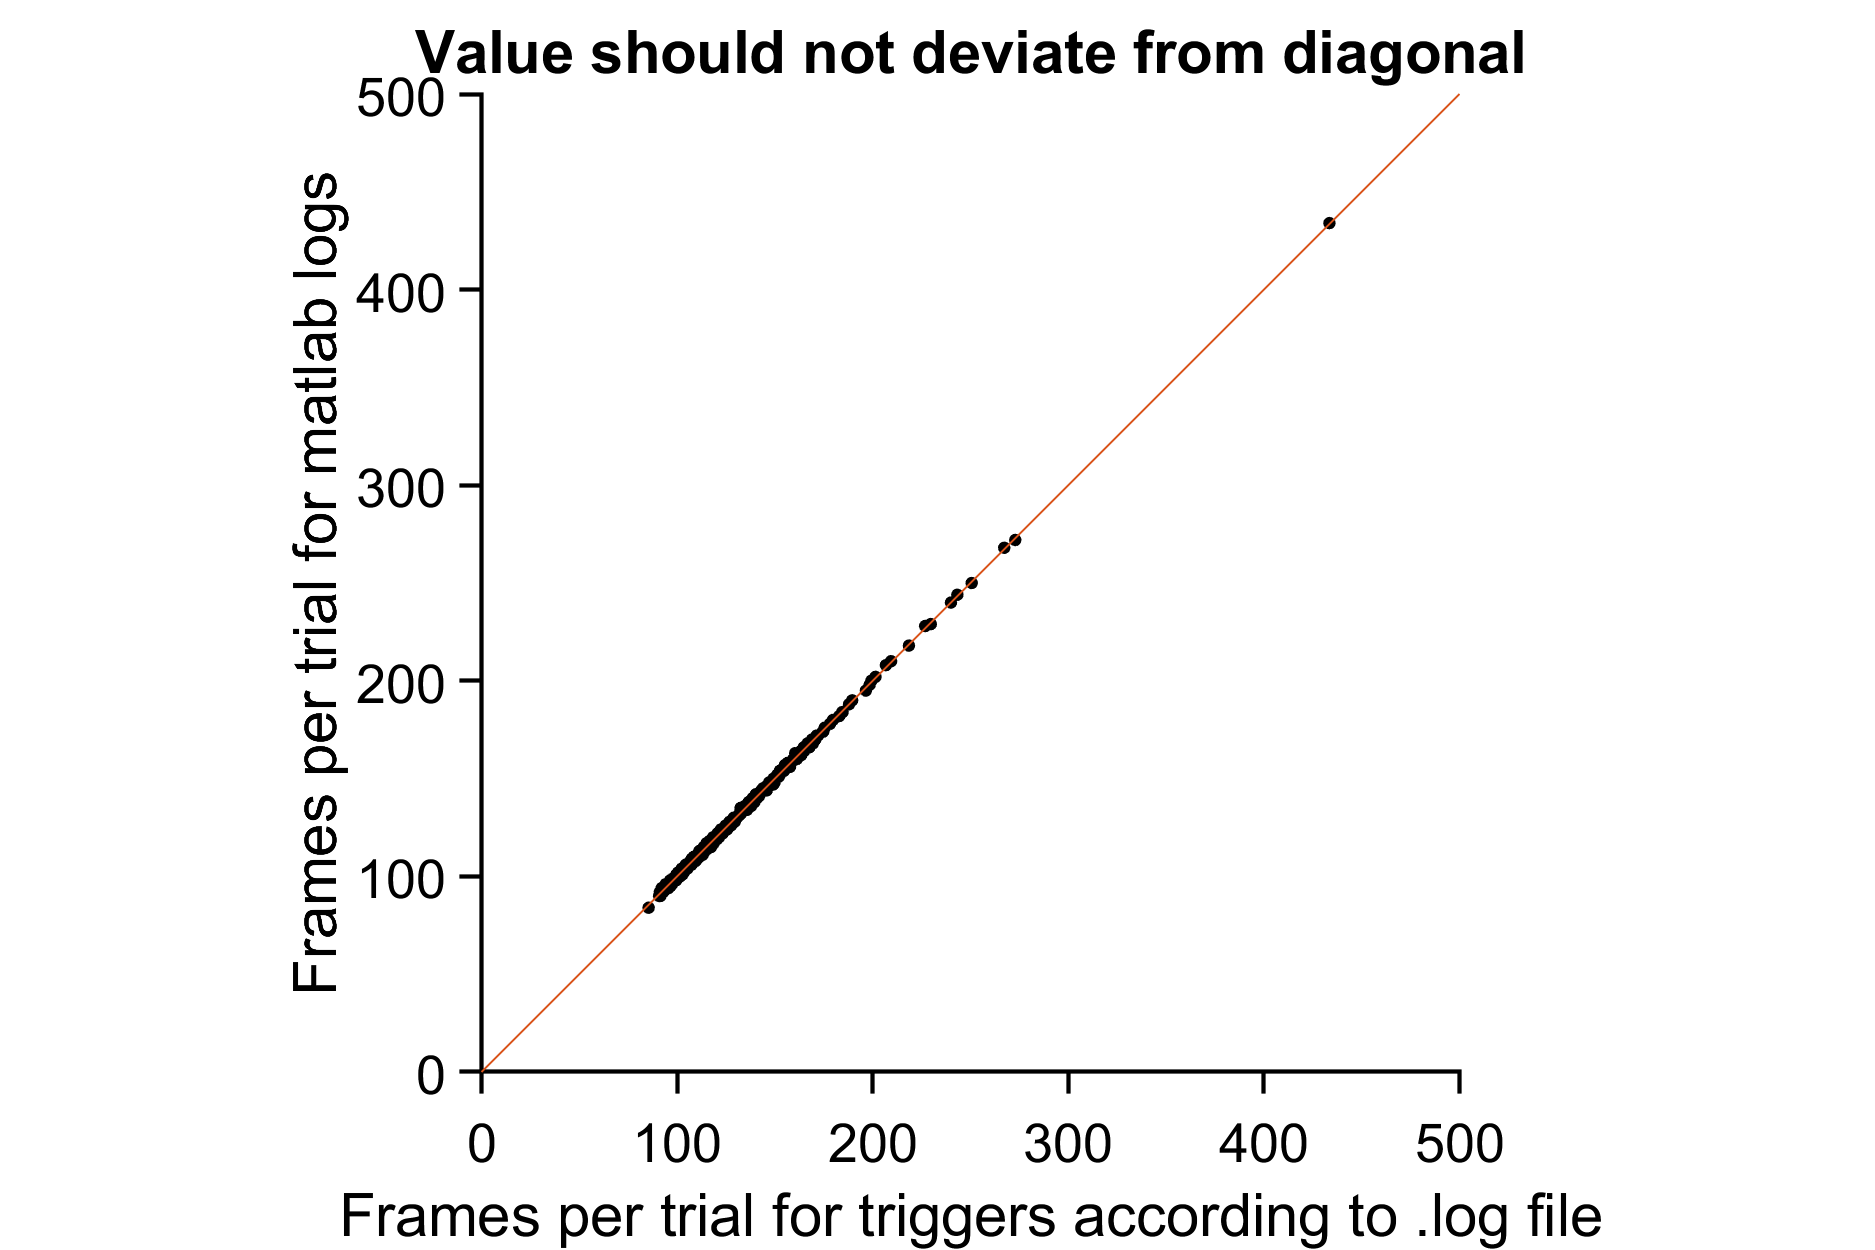 Value should not deviate from diagonal
500
400
300
200
100
0
Frames per trial for matlab logs
0 100 200 300 400 500
Frames per trial for triggers according to .log file